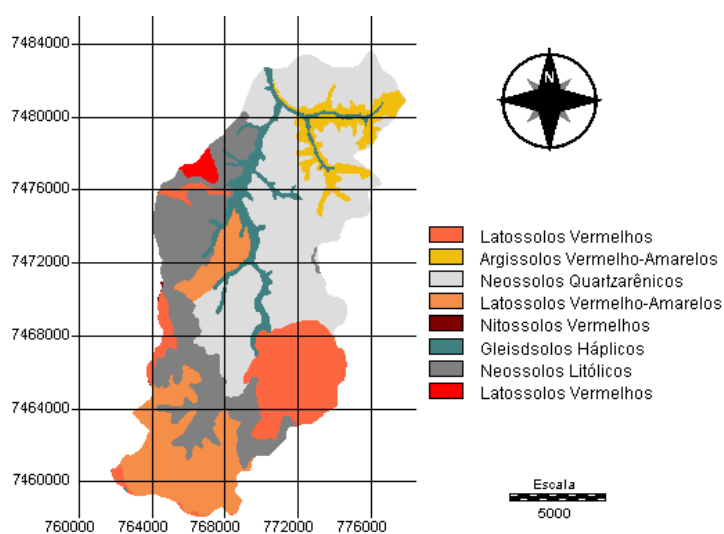 7484000
7480000
7476000
7472000
7468000
7464000
7460000
760000 764000 768000 772000 776000
N
Latossolos Vermelhos
Argissolos Vermelho-Amarelos
Neossolos Quartzarênicos
Latossolos Vermelho-Amarelos
Nitossolos Vermelhos
Gleisdsolos Háplicos
Neossolos Litólicos
Latossolos Vermelhos
Escala
5000